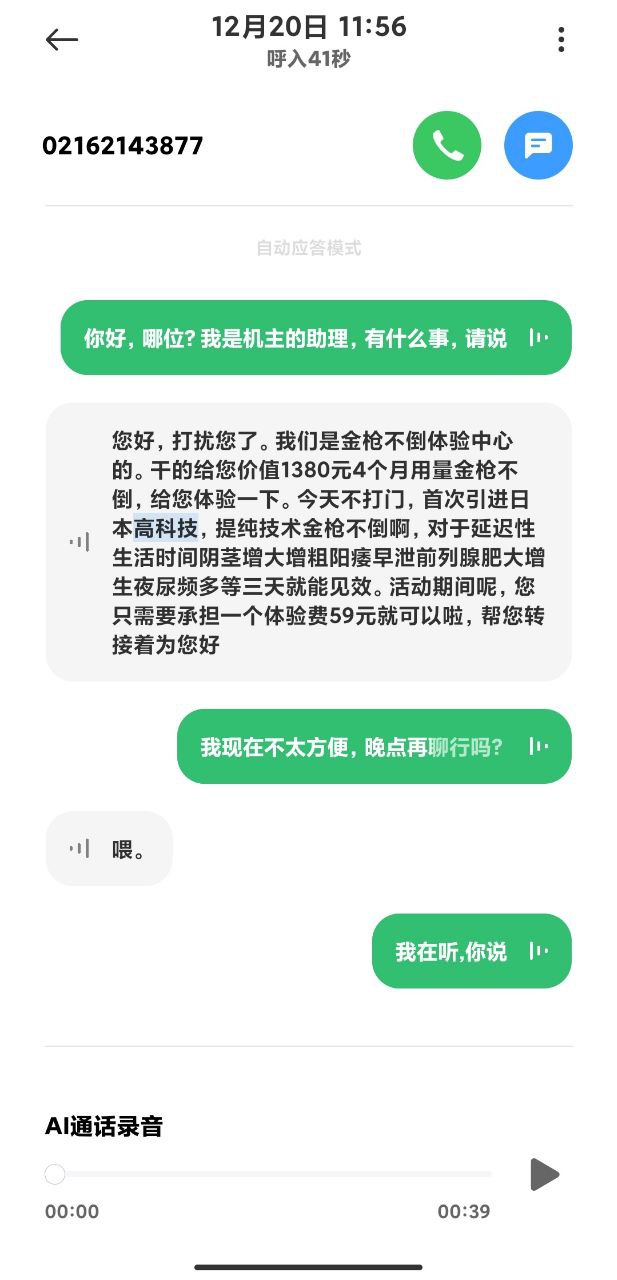 12月20日 11:56
呼入41秒
02162143877
自动应答模式
你好，哪位？我是机主的助理，有什么事，请说
您好，打扰您了。我们是金枪不倒体验中心
的。干的给您价值1380元4个月用量金枪不
倒，给您体验一下。今天不打门，首次引进日
本高科技，提纯技术金枪不倒啊，对于延迟性
生活时间阴茎增大增粗阳痿早泄前列腺肥大增
生夜尿频多等三天就能见效。活动期间呢，您
只需要承担一个体验费59元就可以啦，帮您转
接着为您好
我现在不太方便，晚点再聊行吗？
喂。
我在听,你说
AI通话录音
00:00
00:39